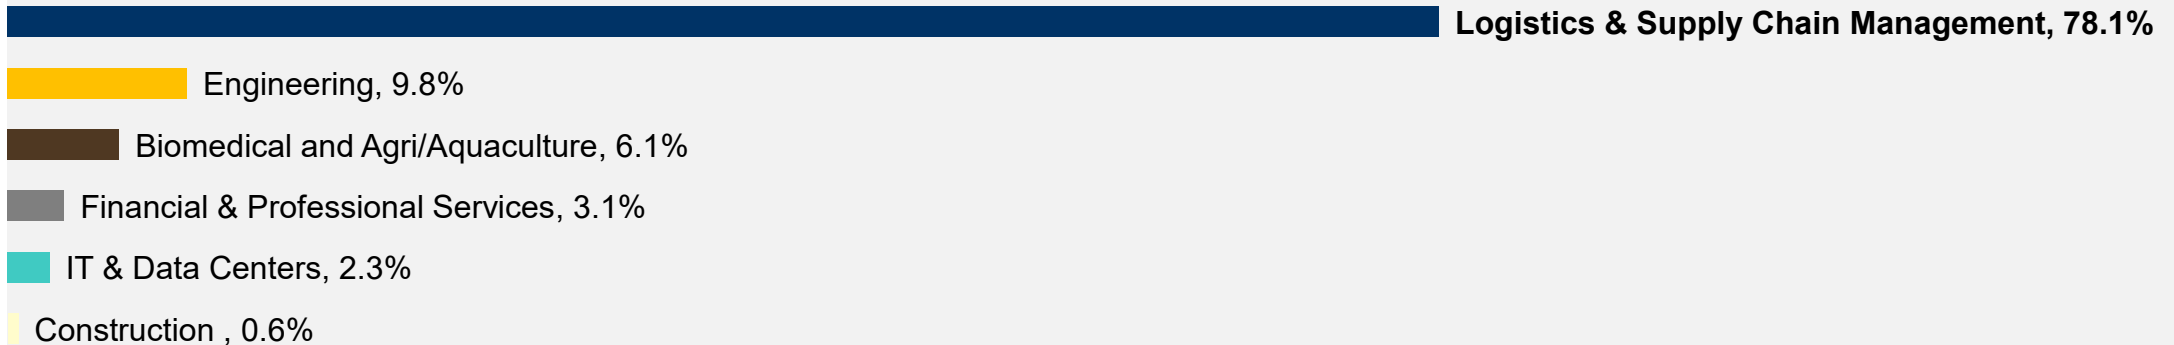 Logistics & Supply Chain Management, 78.1%
Engineering, 9.8%
Biomedical and Agri/Aquaculture, 6.1%
Financial & Professional Services, 3.1%
IT & Data Centers, 2.3%
Construction , 0.6%